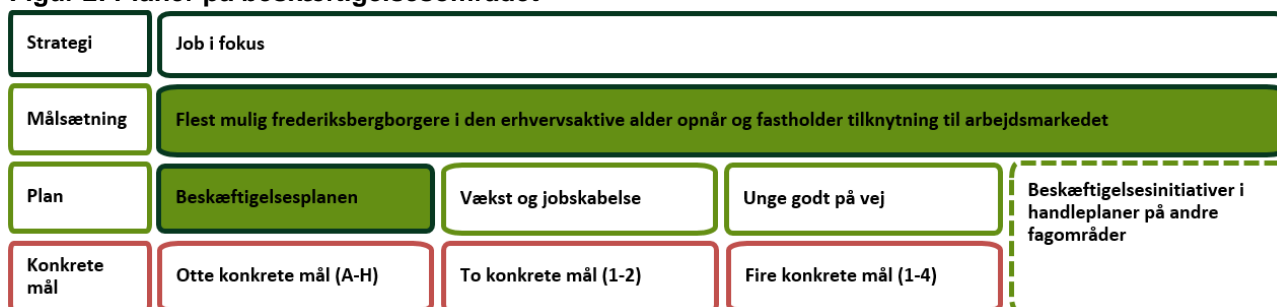 Strategi
Job i fokus
Målsætning
Flest mulig frederiksbergborgere i den erhvervsaktive alder opnår og fastholder tilknytning til arbejdsmarkedet
Plan
Beskæftigelsesplanen
Vækst og jobskabelse
Unge godt på vej
Beskæftigelsesinitiativer i
handleplaner på andre
fagområder
Konkrete
mål
Otte konkrete mål (A-H)
To konkrete mål (1-2)
Fire konkrete mål (1-4)